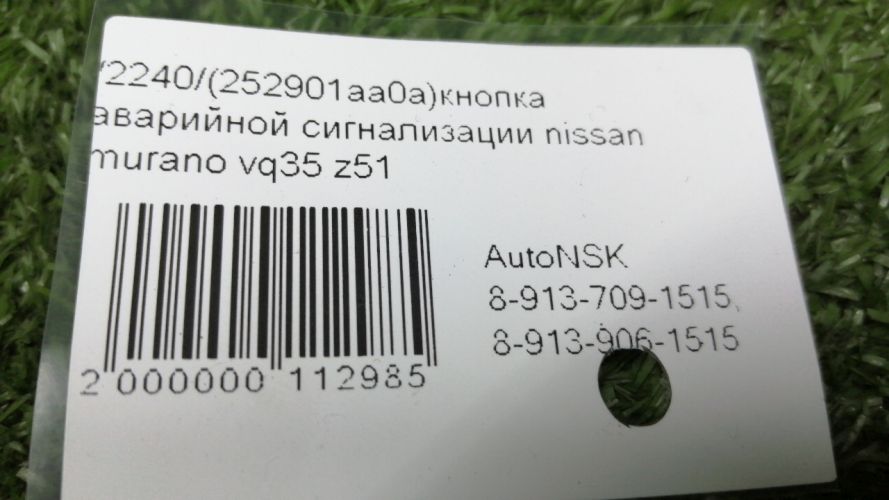 /2240/(252901aa0a)кнопка
аварийной сигнализации nissan
murano vq35 z51
AutoNSK
8-913-709-1515,
8-913-906-1515
2 000000 112985